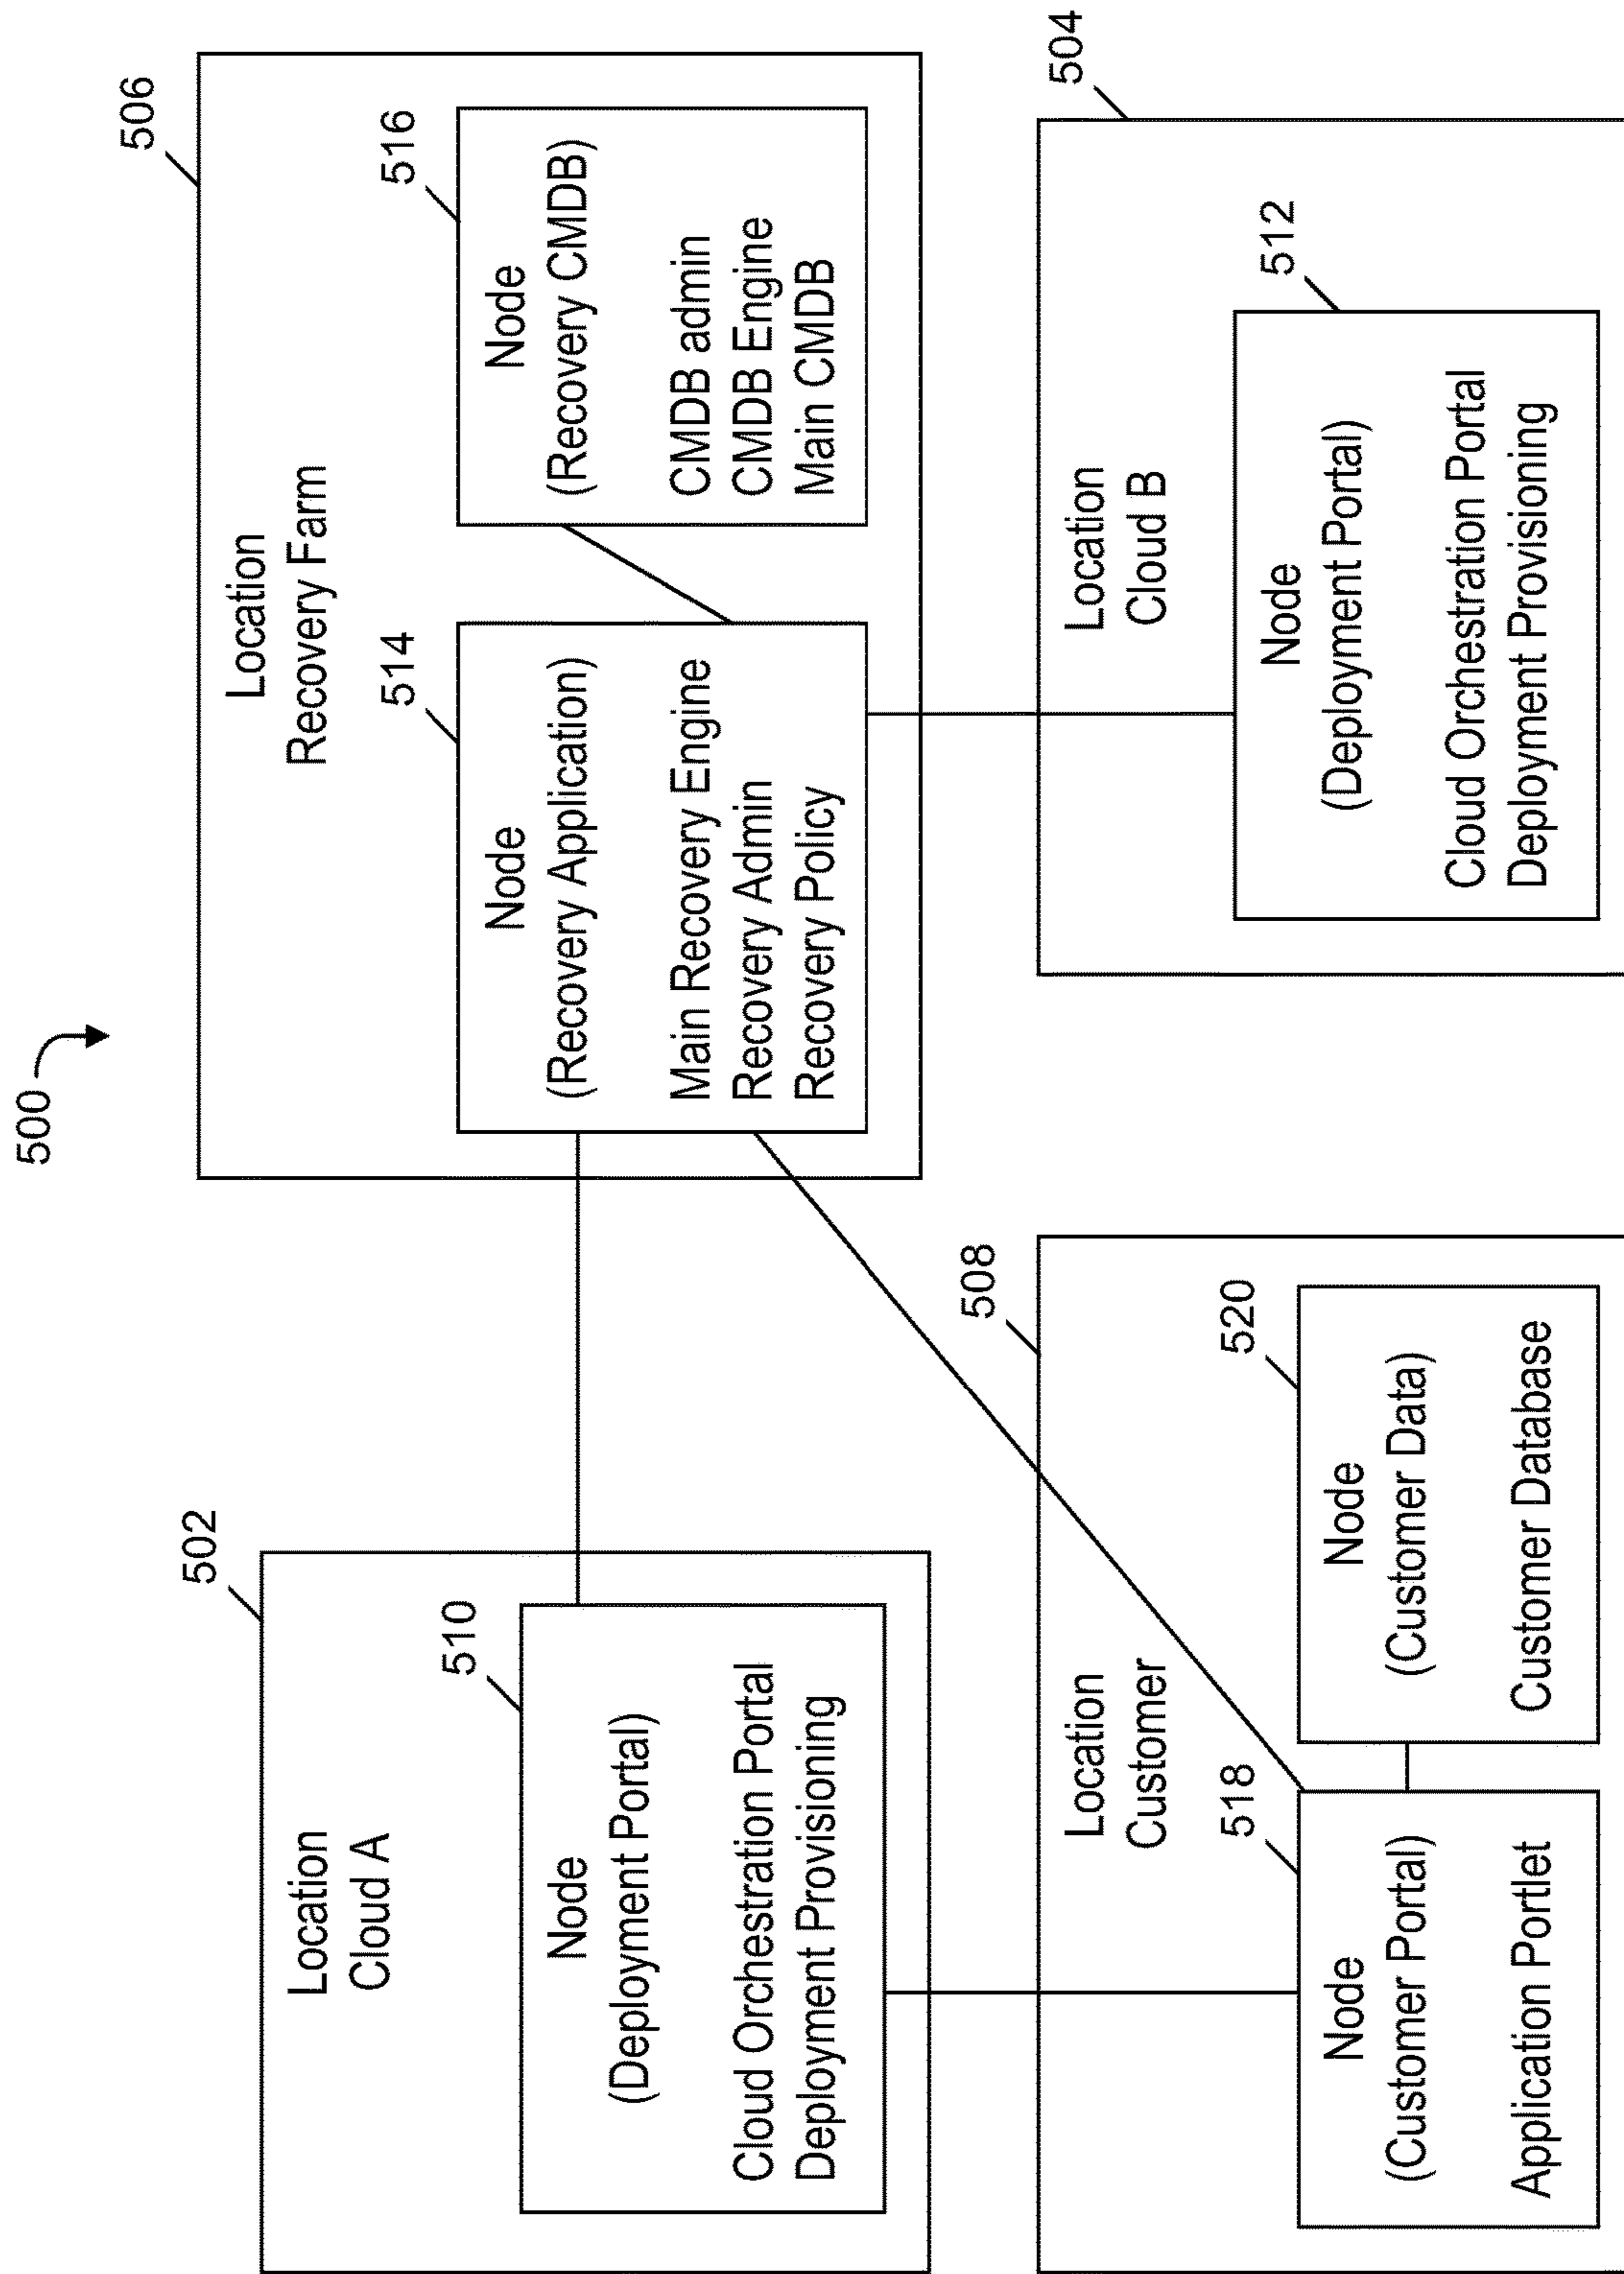 500
502
Location
Cloud A
510
Node
(Deployment Portal)
Cloud Orchestration Portal
Deployment Provisioning
506
Location
Recovery Farm
514
Node
(Recovery Application)
Main Recovery Engine
Recovery Admin
Recovery Policy
516
Node
(Recovery CMDB)
CMDB admin
CMDB Engine
Main CMDB
508
Location
Customer
518
Node
(Customer Portal)
Application Portlet
520
Node
(Customer Data)
Customer Database
504
Location
Cloud B
512
Node
(Deployment Portal)
Cloud Orchestration Portal
Deployment Provisioning